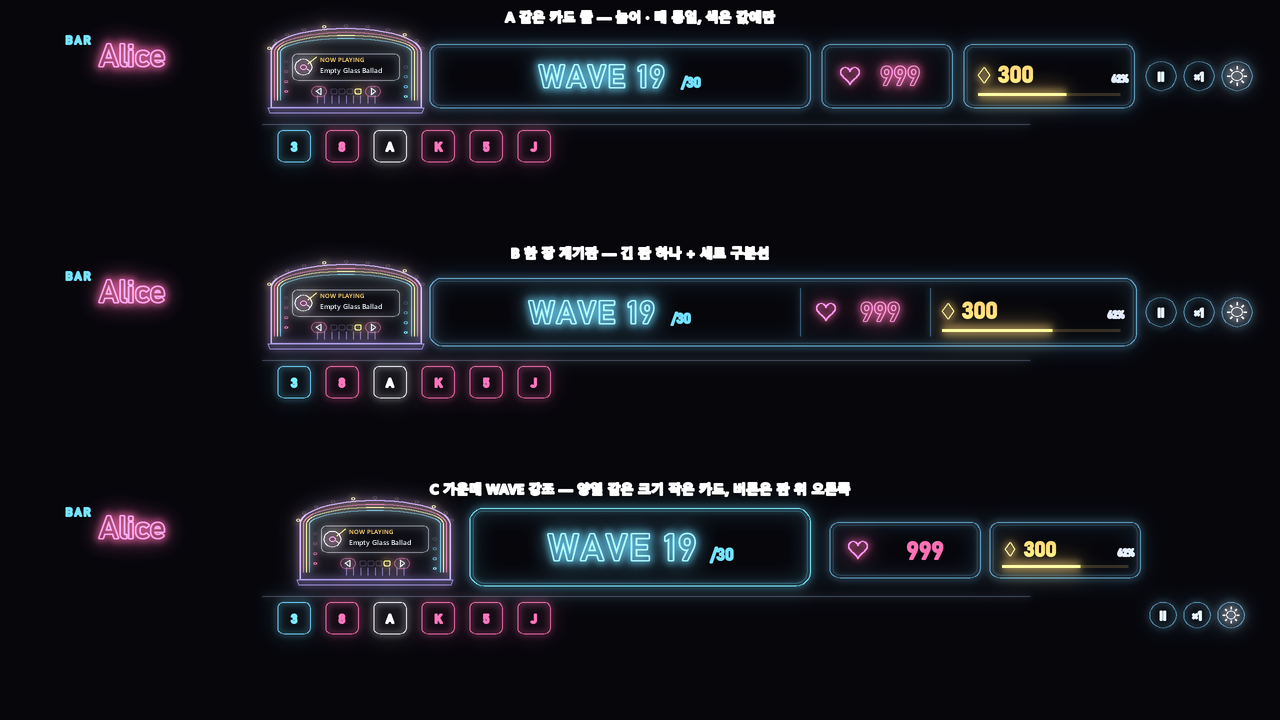 A 같은 카드 틀 — 높이 · 테 통일, 색은 값에만
BAR Alice
NOW PLAYING
Empty Glass Ballad
WAVE 19 /30
999
300
62%
x1
3 8 A K 5 J
B 한 장 계기판 — 긴 판 하나 + 세로 구분선
BAR Alice
NOW PLAYING
Empty Glass Ballad
WAVE 19 /30
999
300
62%
x1
3 8 A K 5 J
C 가운데 WAVE 강조 — 양옆 같은 크기 작은 카드, 버튼은 판 위 오른쪽
BAR Alice
NOW PLAYING
Empty Glass Ballad
WAVE 19 /30
999
300
62%
3 8 A K 5 J
x1